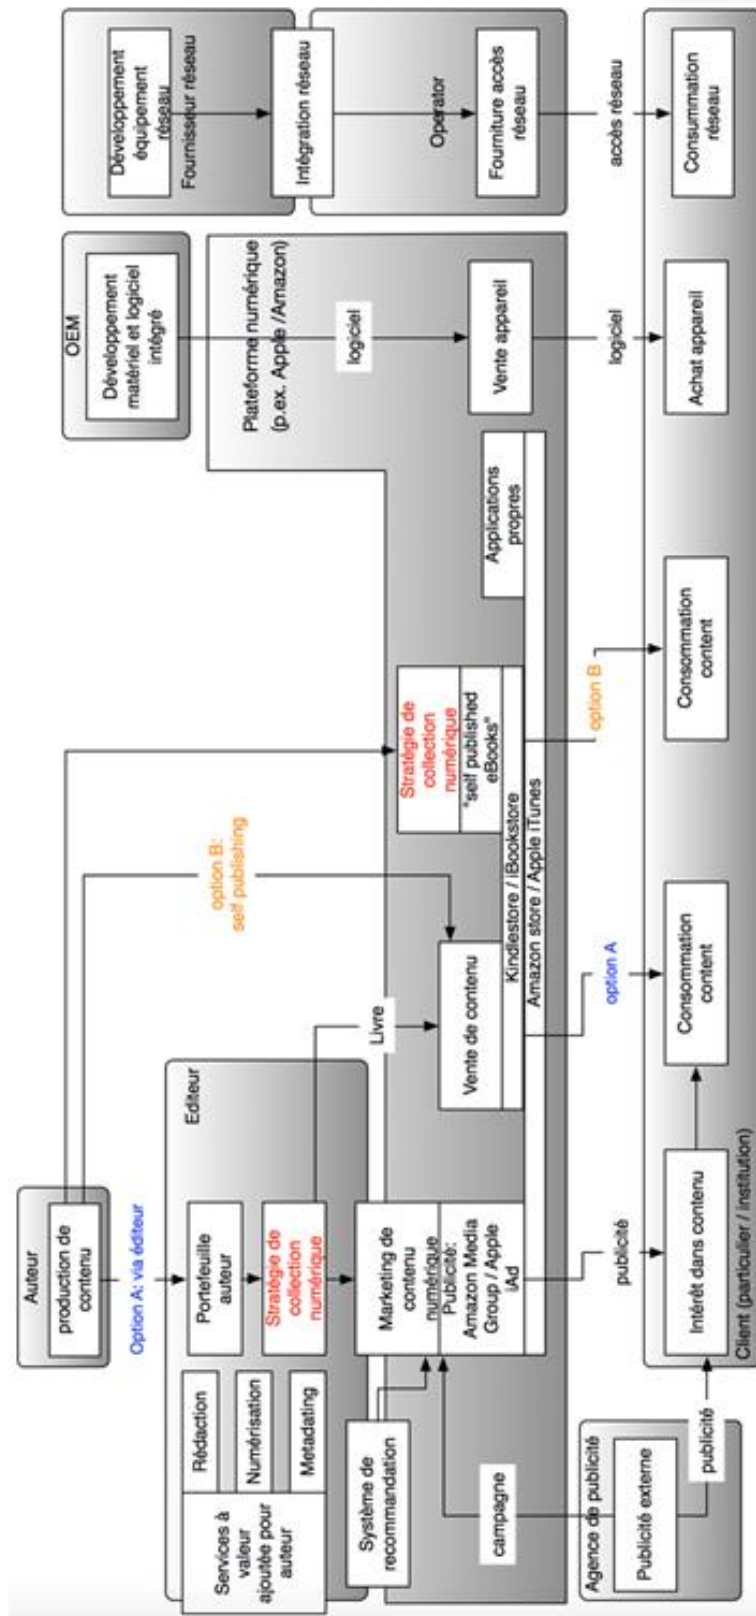 Auteur
production de
contenu
Option A: via éditeur
option B:
self publishing
Editeur
Services à
valeur
ajoutée pour
auteur
Rédaction
Numérisation
Metadating
Portefeuille
auteur
Stratégie de
collection
numérique
Livre
Système de
recommandation
Marketing de
contenu
numérique
Publicité:
Amazon Media
Group / Apple
iAd
Vente de contenu
Stratégie de
collection
numérique
"self published
eBooks"
Kindlestore / iBookstore
Amazon store / Apple iTunes
Applications
propres
OEM
Développement
matériel et logiciel
intégré
Plateforme numérique
(p.ex. Apple /Amazon)
logiciel
Vente appareil
Développement
équipement
réseau
Fournisseur réseau
Intégration réseau
Operator
Fourniture accès
réseau
campagne
publicité
option A
option B
logiciel
accès réseau
Agence de publicité
Publicité externe
publicité
Intérêt dans contenu
Consommation
content
Consommation
content
Achat appareil
Consummation
réseau
Client (particulier / institution)